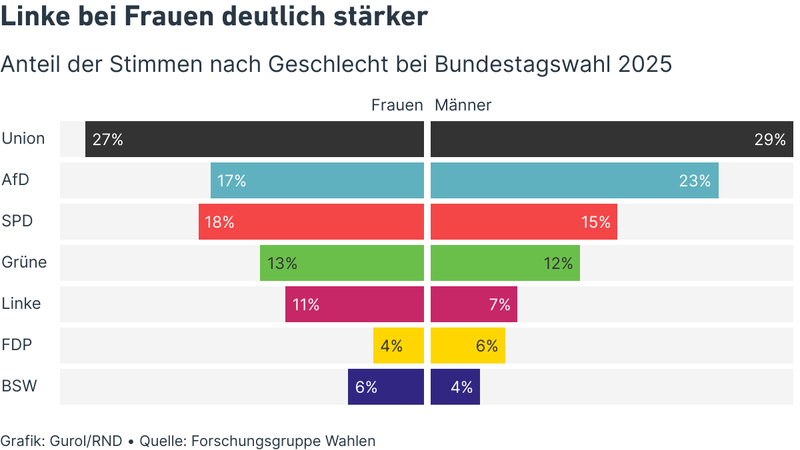 Linke bei Frauen deutlich stärker
Anteil der Stimmen nach Geschlecht bei Bundestagswahl 2025
Frauen Männer
Union 27% 29%
AfD 17% 23%
SPD 18% 15%
Grüne 13% 12%
Linke 11% 7%
FDP 4% 6%
BSW 6% 4%
Grafik: Gurol/RND • Quelle: Forschungsgruppe Wahlen